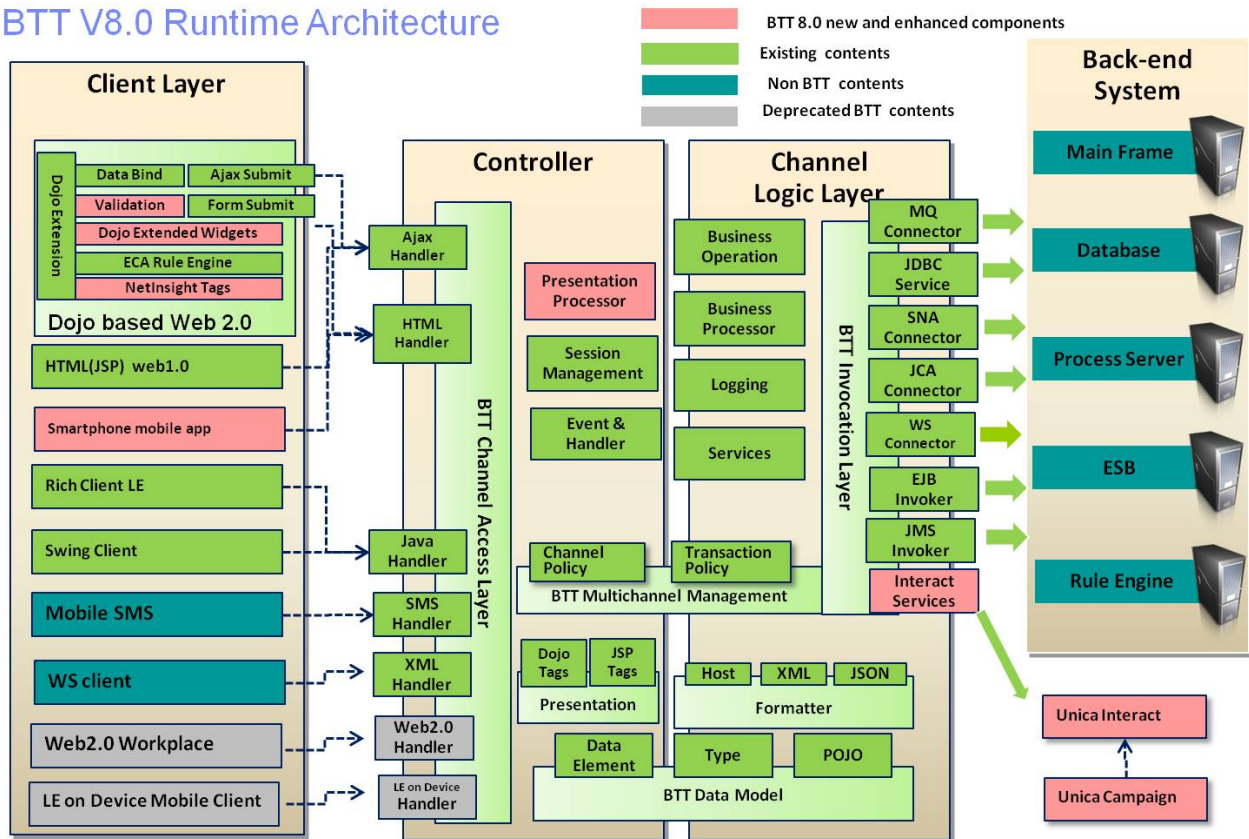 BTT V8.0 Runtime Architecture
BTT 8.0 new and enhanced components
Existing contents
Non BTT contents
Deprecated BTT contents
Client Layer
Dojo Extension
Data Bind
Ajax Submit
Validation
Form Submit
Dojo Extended Widgets
ECA Rule Engine
NetInsight Tags
Dojo based Web 2.0
HTML(JSP) web1.0
Smartphone mobile app
Rich Client LE
Swing Client
Mobile SMS
WS client
Web2.0 Workplace
LE on Device Mobile Client
Controller
BTT Channel Access Layer
Ajax
Handler
HTML
Handler
Java
Handler
SMS
Handler
XML
Handler
Web2.0
Handler
LE on Device
Handler
Presentation
Processor
Session
Management
Event &
Handler
Channel
Logic Layer
Business
Operation
Business
Processor
Logging
Services
BTT Invocation Layer
MQ
Connector
JDBC
Service
SNA
Connector
JCA
Connector
WS
Connector
EJB
Invoker
JMS
Invoker
Interact
Services
Channel
Policy
Transaction
Policy
BTT Multichannel Management
Dojo
Tags
JSP
Tags
Presentation
Host
XML
JSON
Formatter
Data
Element
Type
POJO
BTT Data Model
Back-end
System
Main Frame
Database
Process Server
ESB
Rule Engine
Unica Interact
Unica Campaign